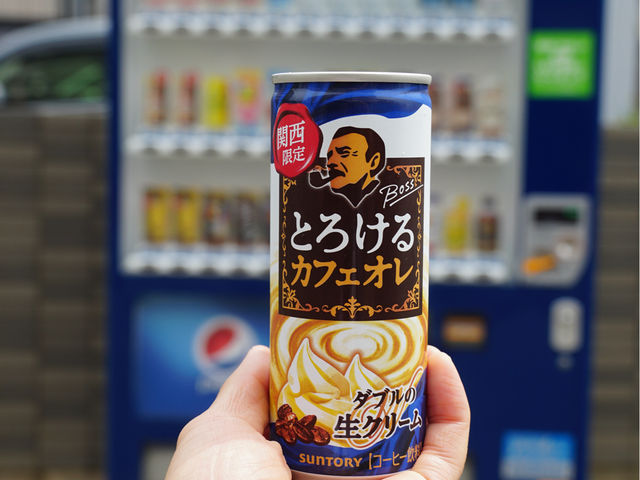 関西
限定
Boss
とろける
カフェオレ
ダブルの
生クリーム
SUNTORY
コーヒー飲料